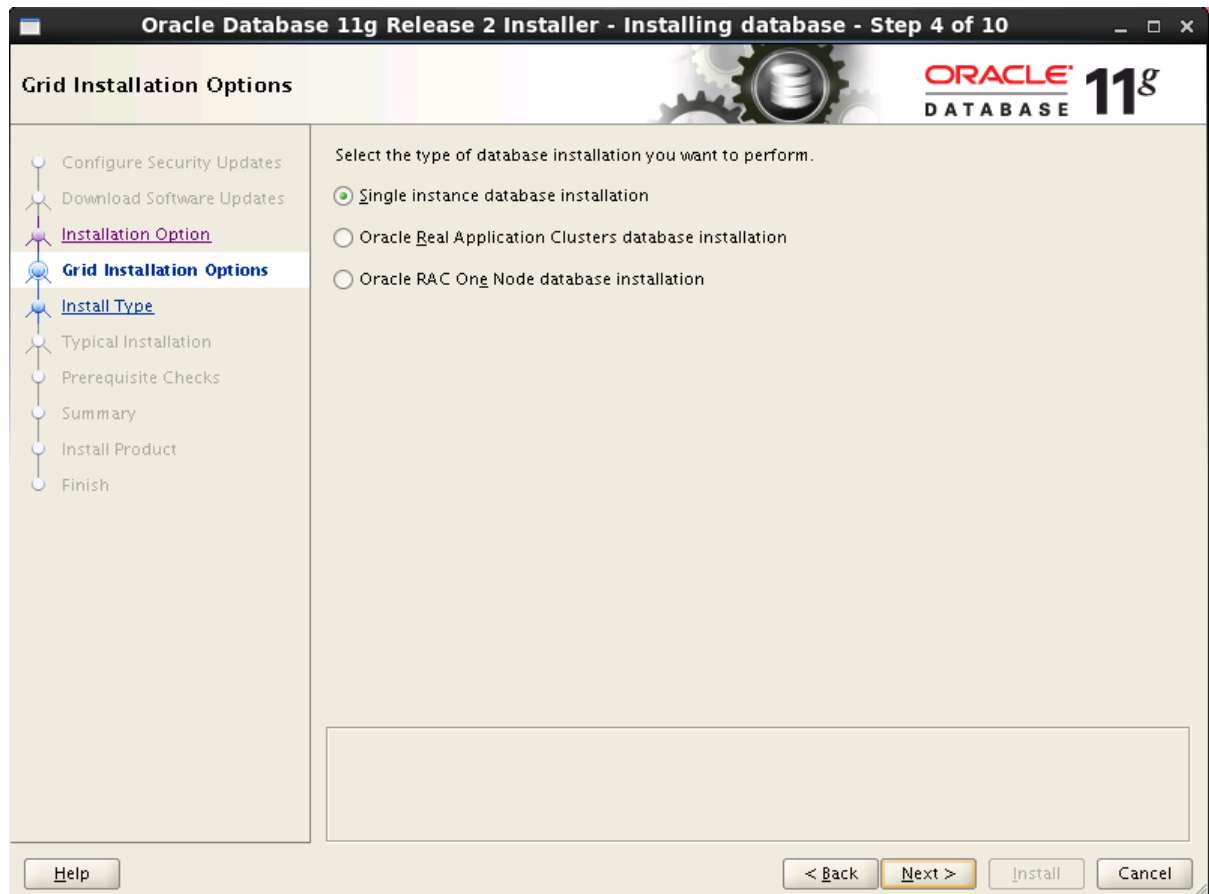 Oracle Database 11g Release 2 Installer - Installing database - Step 4 of 10
Grid Installation Options
ORACLE 11g
DATABASE
Configure Security Updates
Download Software Updates
Installation Option
Grid Installation Options
Install Type
Typical Installation
Prerequisite Checks
Summary
Install Product
Finish
Select the type of database installation you want to perform.
Single instance database installation
Oracle Real Application Clusters database installation
Oracle RAC One Node database installation
Help
< Back
Next >
Install
Cancel